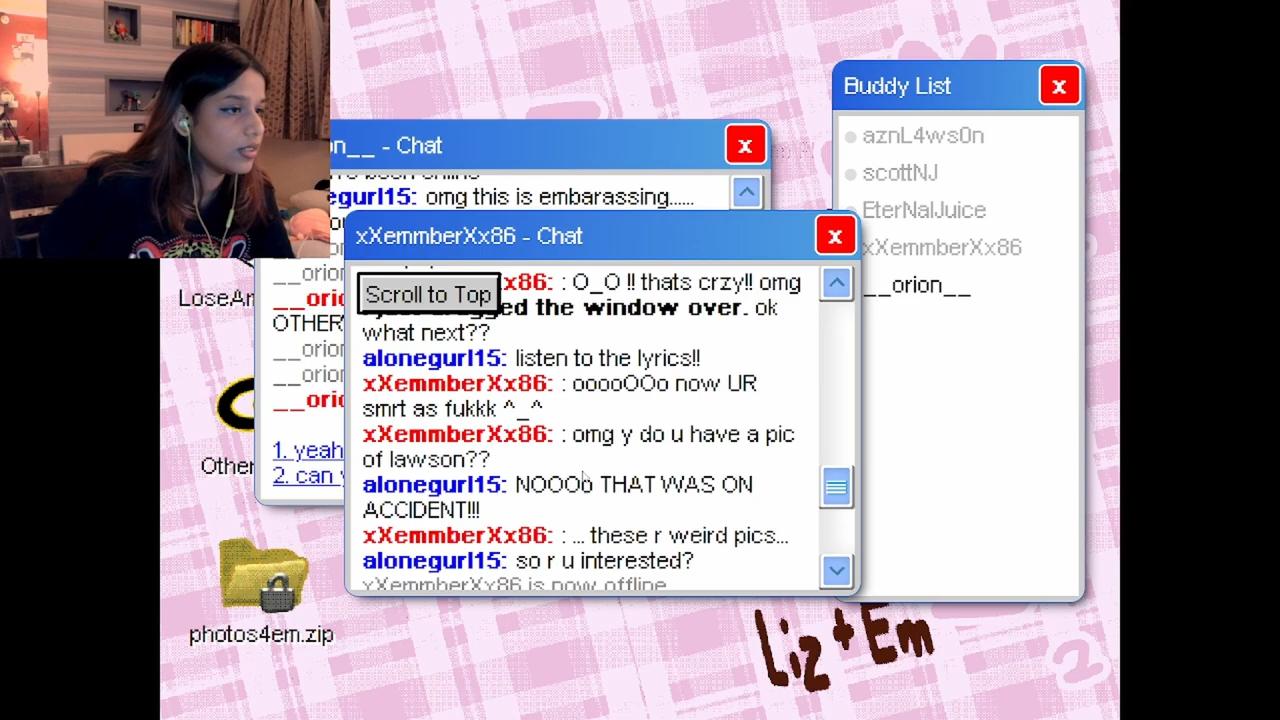 Buddy List
x
aznL4ws0n
scottNJ
EterNalJuice
xXemmberXx86
__orion__
n__ - Chat
x
egurl15: omg this is embarassing......
__orion
__orio
OTHER
__orion
__orion
__orio
1. yeah
2. can y
xXemmberXx86 - Chat
x
Scroll to Top
x86: : O_O !! thats crzy!! omg
ed the window over. ok
what next??
alonegurl15: listen to the lyrics!!
xXemmberXx86: : ooooOOo now UR
smrt as fukkk ^_^
xXemmberXx86: : omg y do u have a pic
of lawson??
alonegurl15: NOOOo THAT WAS ON
ACCIDENT!!!
xXemmberXx86: : ... these r weird pics...
alonegurl15: so r u interested?
xXemmberXx86 is now offline
LoseAn
Other
photos4em.zip
Liz + Em